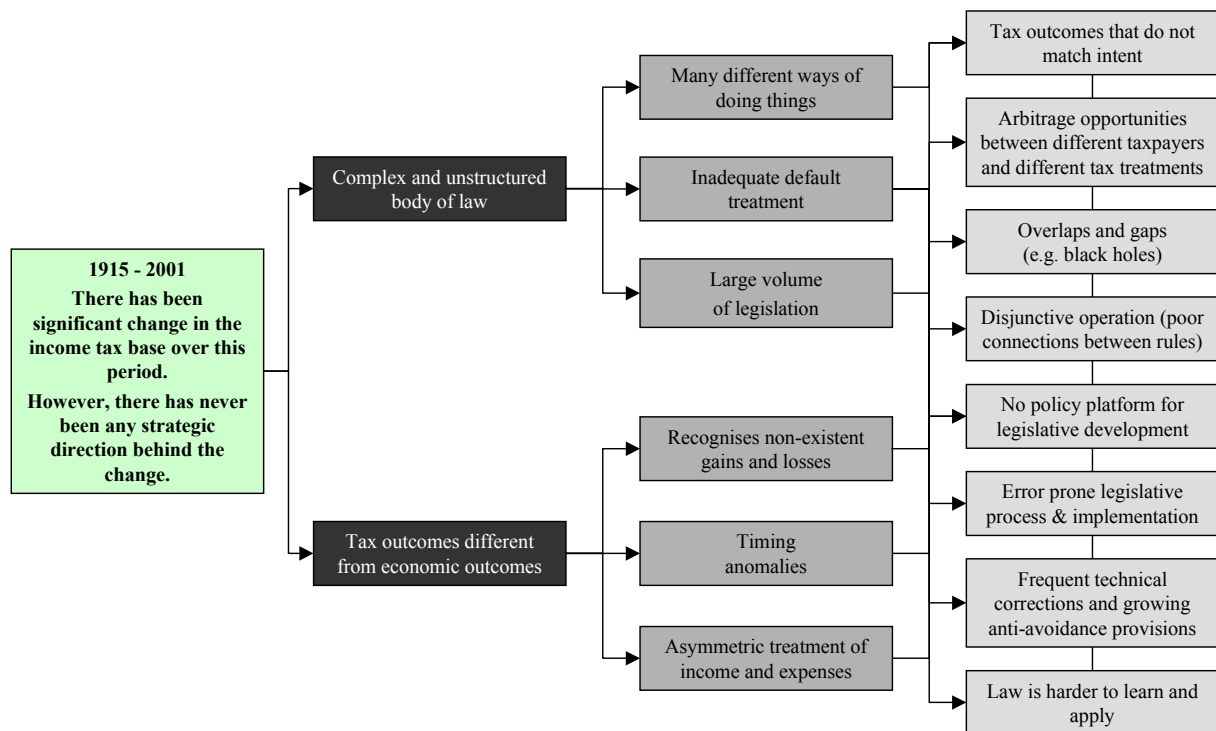 1915 - 2001
There has been
significant change in the
income tax base over this
period.
However, there has never
been any strategic
direction behind the
change.
Complex and unstructured
body of law
Tax outcomes different
from economic outcomes
Many different ways of
doing things
Inadequate default
treatment
Large volume
of legislation
Recognises non-existent
gains and losses
Timing
anomalies
Asymmetric treatment of
income and expenses
Tax outcomes that do not
match intent
Arbitrage opportunities
between different taxpayers
and different tax treatments
Overlaps and gaps
(e.g. black holes)
Disjunctive operation (poor
connections between rules)
No policy platform for
legislative development
Error prone legislative
process & implementation
Frequent technical
corrections and growing
anti-avoidance provisions
Law is harder to learn and
apply